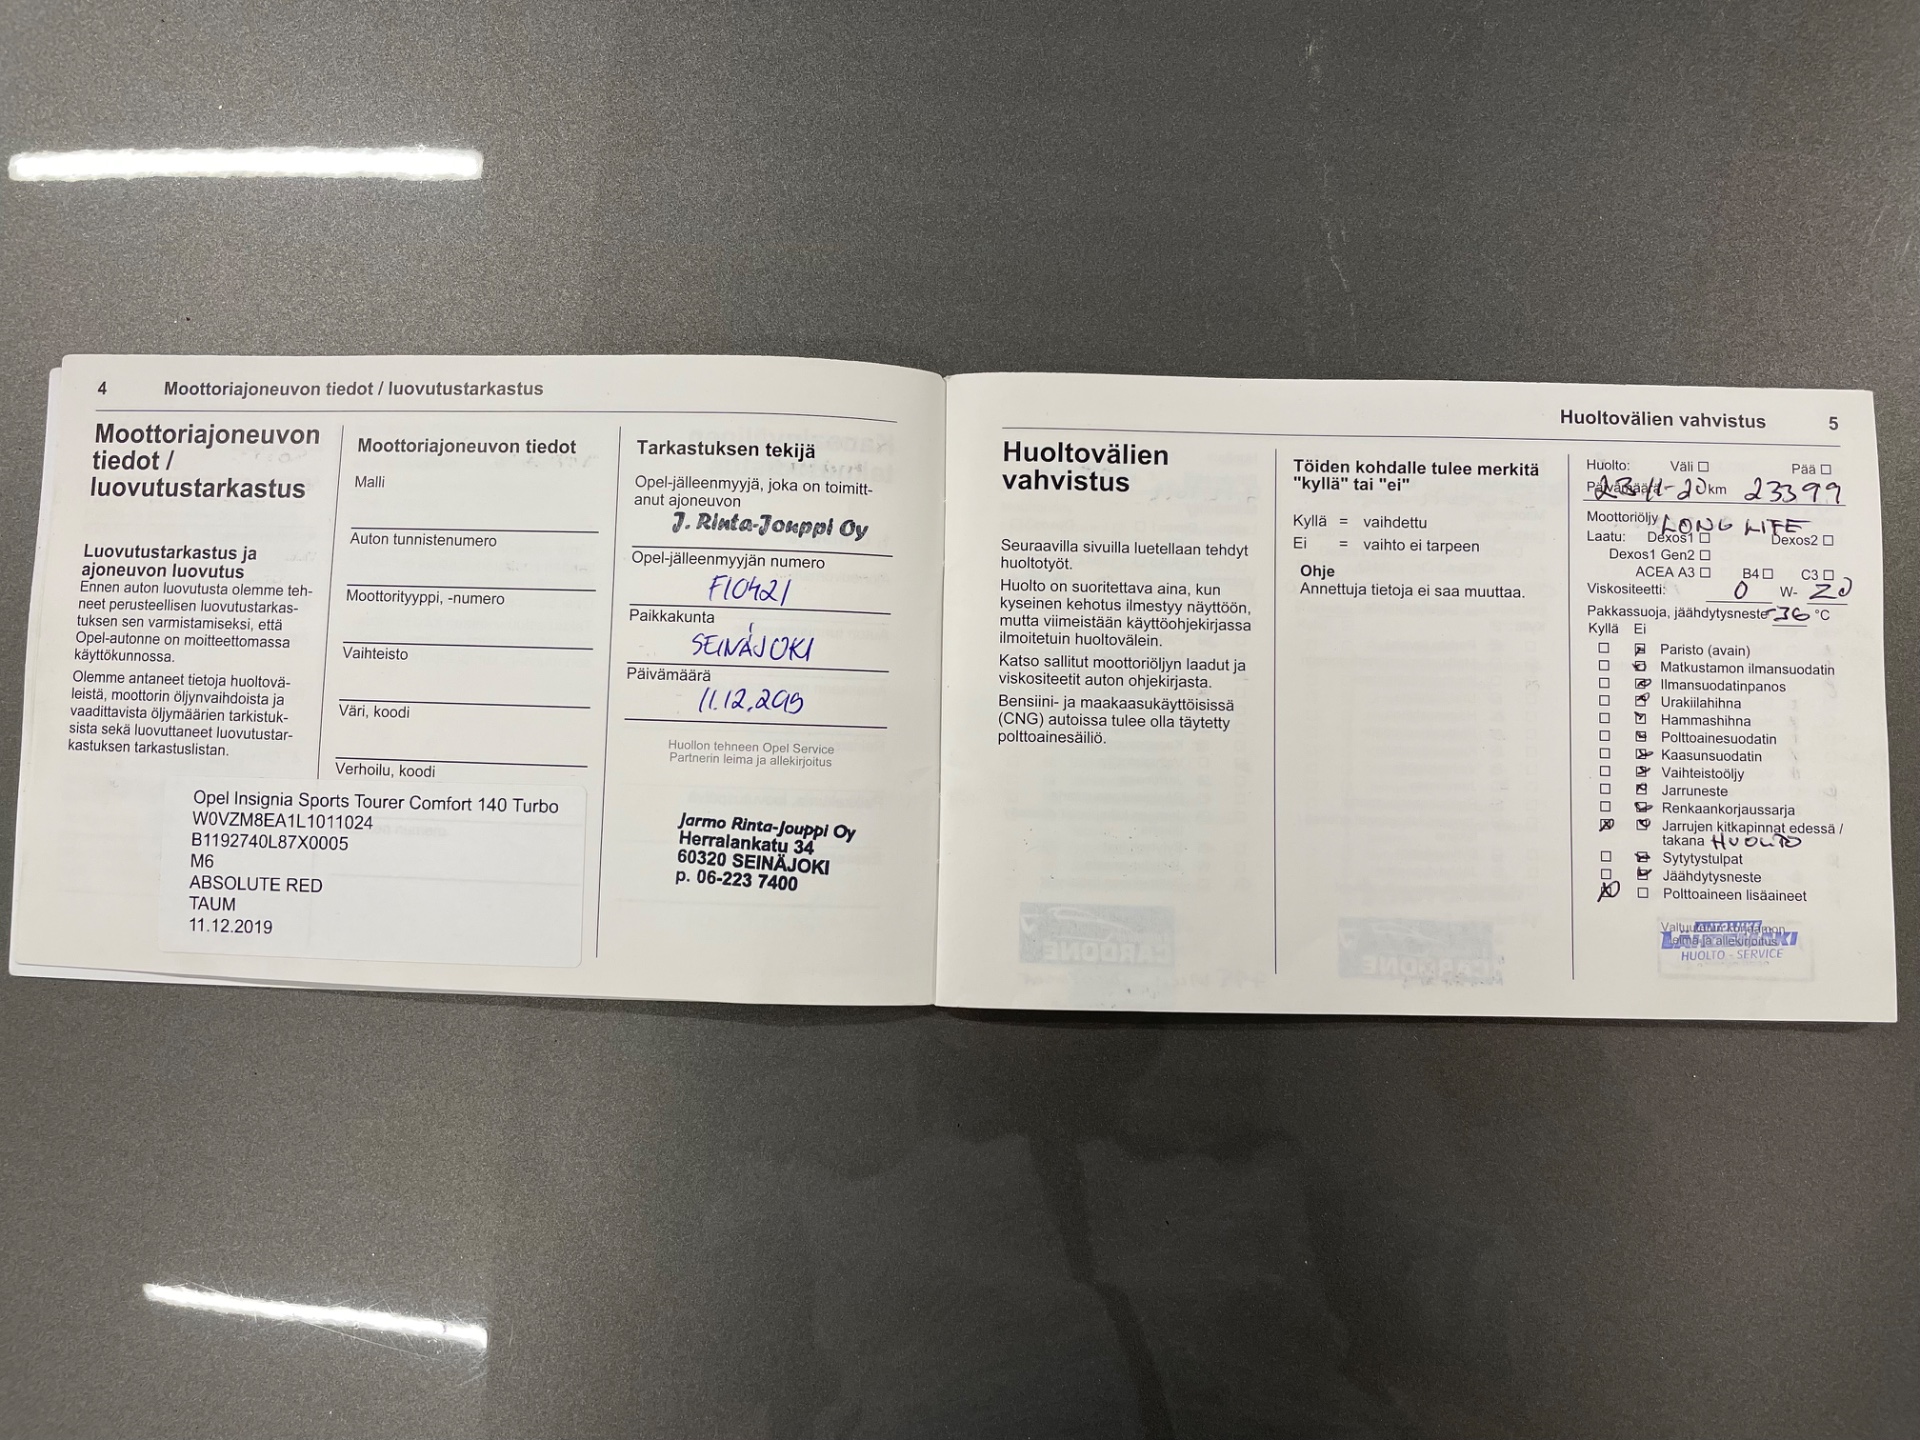 4 Moottoriajoneuvon tiedot / luovutustarkastus
Moottoriajoneuvon
tiedot /
luovutustarkastus
Luovutustarkastus ja
ajoneuvon luovutus
Ennen auton luovutusta olemme teh-
neet perusteellisen luovutustarkas-
tuksen sen varmistamiseksi, että
Opel-autonne on moitteettomassa
käyttökunnossa.
Olemme antaneet tietoja huoltovä-
leistä, moottorin öljynvaihdoista ja
vaadittavista öljymäärien tarkistuk-
sista sekä luovuttaneet luovutustar-
kastuksen tarkastuslistan.
Moottoriajoneuvon tiedot
Malli
Auton tunnistenumero
Moottorityyppi, -numero
Vaihteisto
Väri, koodi
Verhoilu, koodi
Opel Insignia Sports Tourer Comfort 140 Turbo
W0VZM8EA1L1011024
B1192740L87X0005
M6
ABSOLUTE RED
TAUM
11.12.2019
Tarkastuksen tekijä
Opel-jälleenmyyjä, joka on toimitt-
anut ajoneuvon
J. Rinta-Jouppi Oy
Opel-jälleenmyyjän numero
FI0421
Paikkakunta
SEINÄJOKI
Päivämäärä
11.12.2019
Huollon tehneen Opel Service
Partnerin leima ja allekirjoitus
Jarmo Rinta-Jouppi Oy
Herralankatu 34
60320 SEINÄJOKI
p. 06-223 7400
Huoltovälien vahvistus 5
Huoltovälien
vahvistus
Seuraavilla sivuilla luetellaan tehdyt
huoltotyöt.
Huolto on suoritettava aina, kun
kyseinen kehotus ilmestyy näyttöön,
mutta viimeistään käyttöohjekirjassa
ilmoitetuin huoltovälein.
Katso sallitut moottoriöljyn laadut ja
viskositeetit auton ohjekirjasta.
Bensiini- ja maakaasukäyttöisissä
(CNG) autoissa tulee olla täytetty
polttoainesäiliö.
Töiden kohdalle tulee merkitä
"kyllä" tai "ei"
Kyllä = vaihdettu
Ei = vaihto ei tarpeen
Ohje
Annettuja tietoja ei saa muuttaa.
Huolto: Väli Pää
Päivämäärä 23-11-20 km 23399
Moottoriöljy LONG LIFE
Laatu: Dexos1 Dexos2
Dexos1 Gen2
ACEA A3 B4 C3
Viskositeetti: 0 W- 20
Pakkassuoja, jäähdytysneste -36 °C
Kyllä Ei
Paristo (avain)
Matkustamon ilmansuodatin
Ilmansuodatinpanos
Urakiilahihna
Hammashihna
Polttoainesuodatin
Kaasunsuodatin
Vaihteistoöljy
Jarruneste
Renkaankorjaussarja
Jarrujen kitkapinnat edessä /
takana HUOLTO
Sytytystulpat
Jäähdytysneste
Polttoaineen lisäaineet
leima ja allekirjoitus
HUOLTO - SERVICE